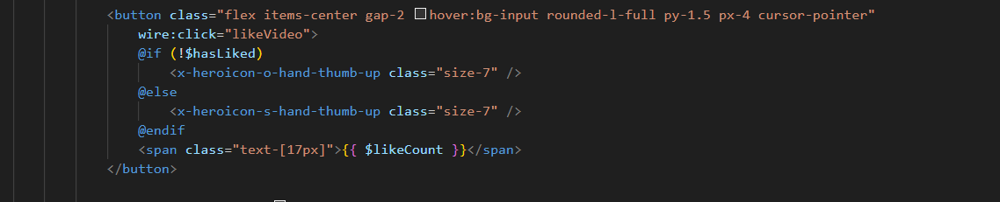 <button class="flex items-center gap-2 hover:bg-input rounded-l-full py-1.5 px-4 cursor-pointer"
wire:click="likeVideo">
@if (!$hasLiked)
<x-heroicon-o-hand-thumb-up class="size-7" />
@else
<x-heroicon-s-hand-thumb-up class="size-7" />
@endif
<span class="text-[17px]">{{ $likeCount }}</span>
</button>